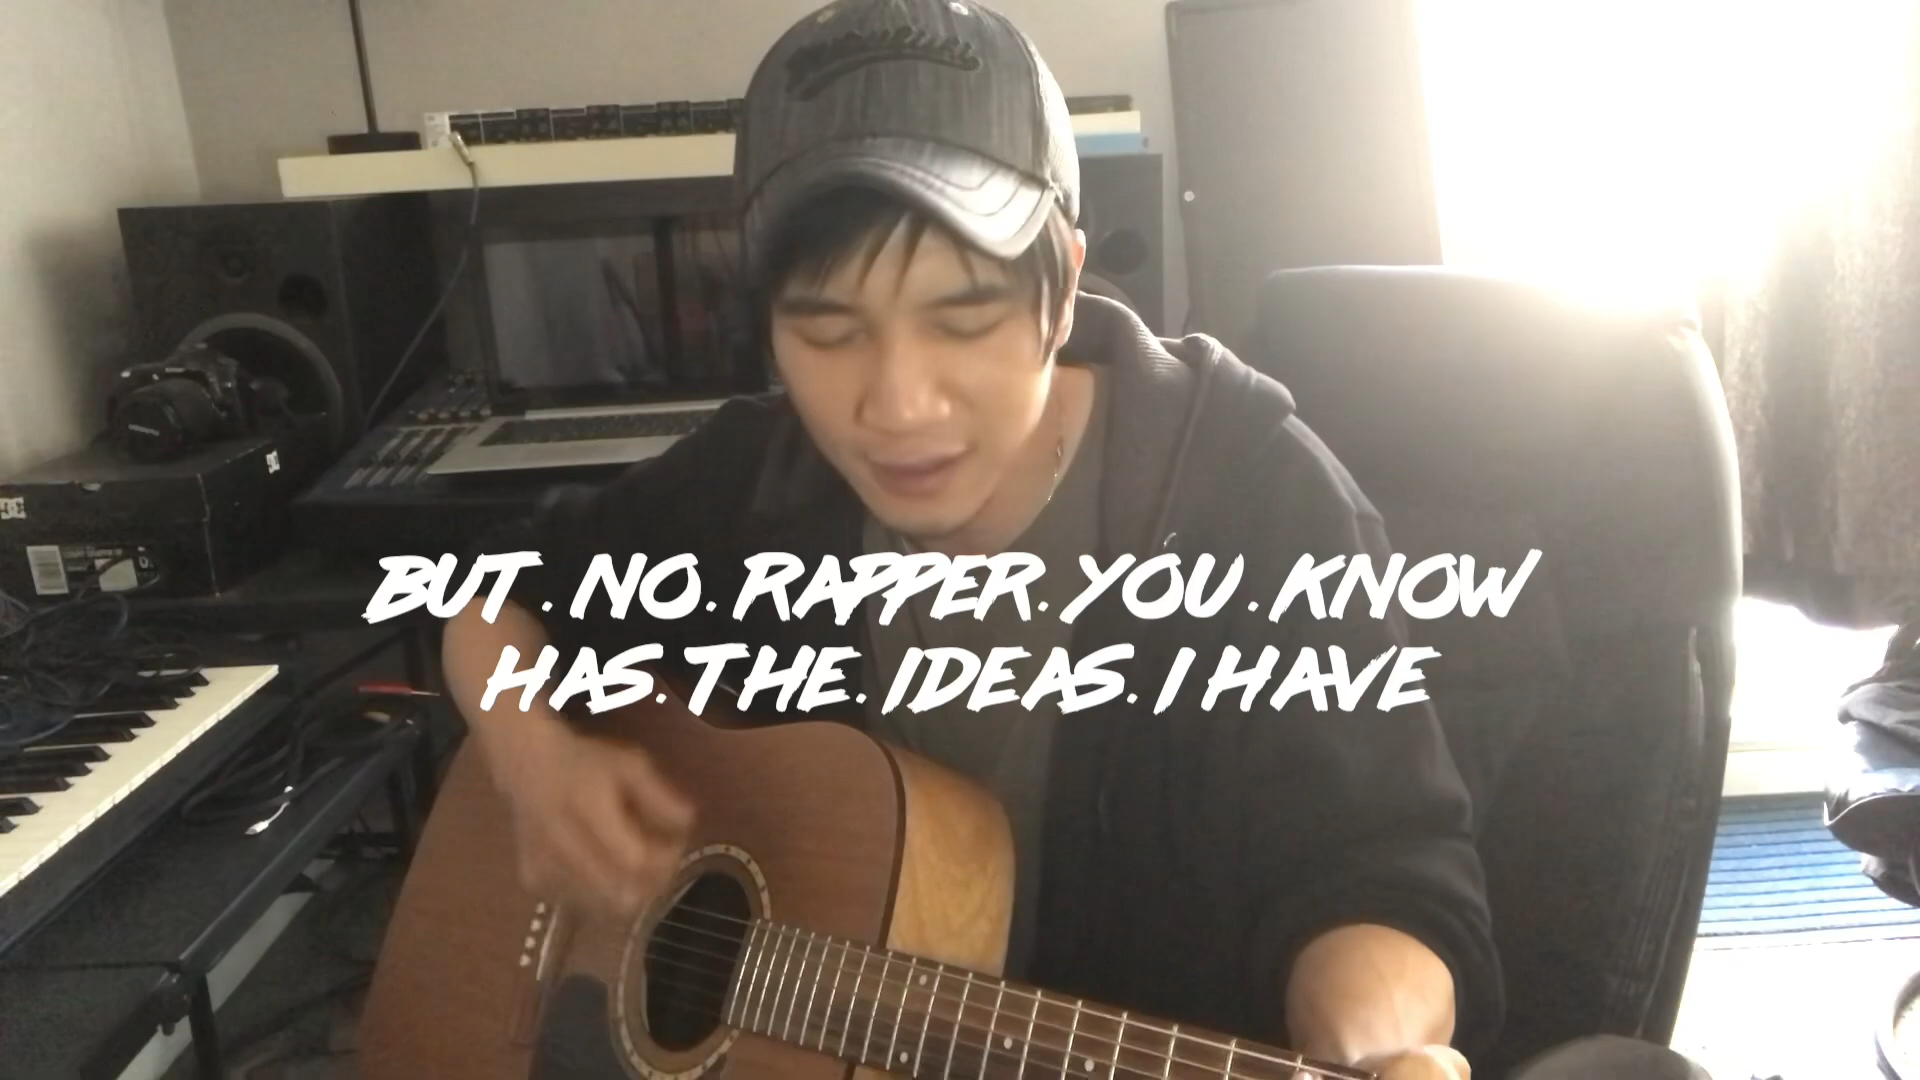 BUT . NO. RAPPER. YOU . KNOW
HAS. THE. IDEAS. I HAVE